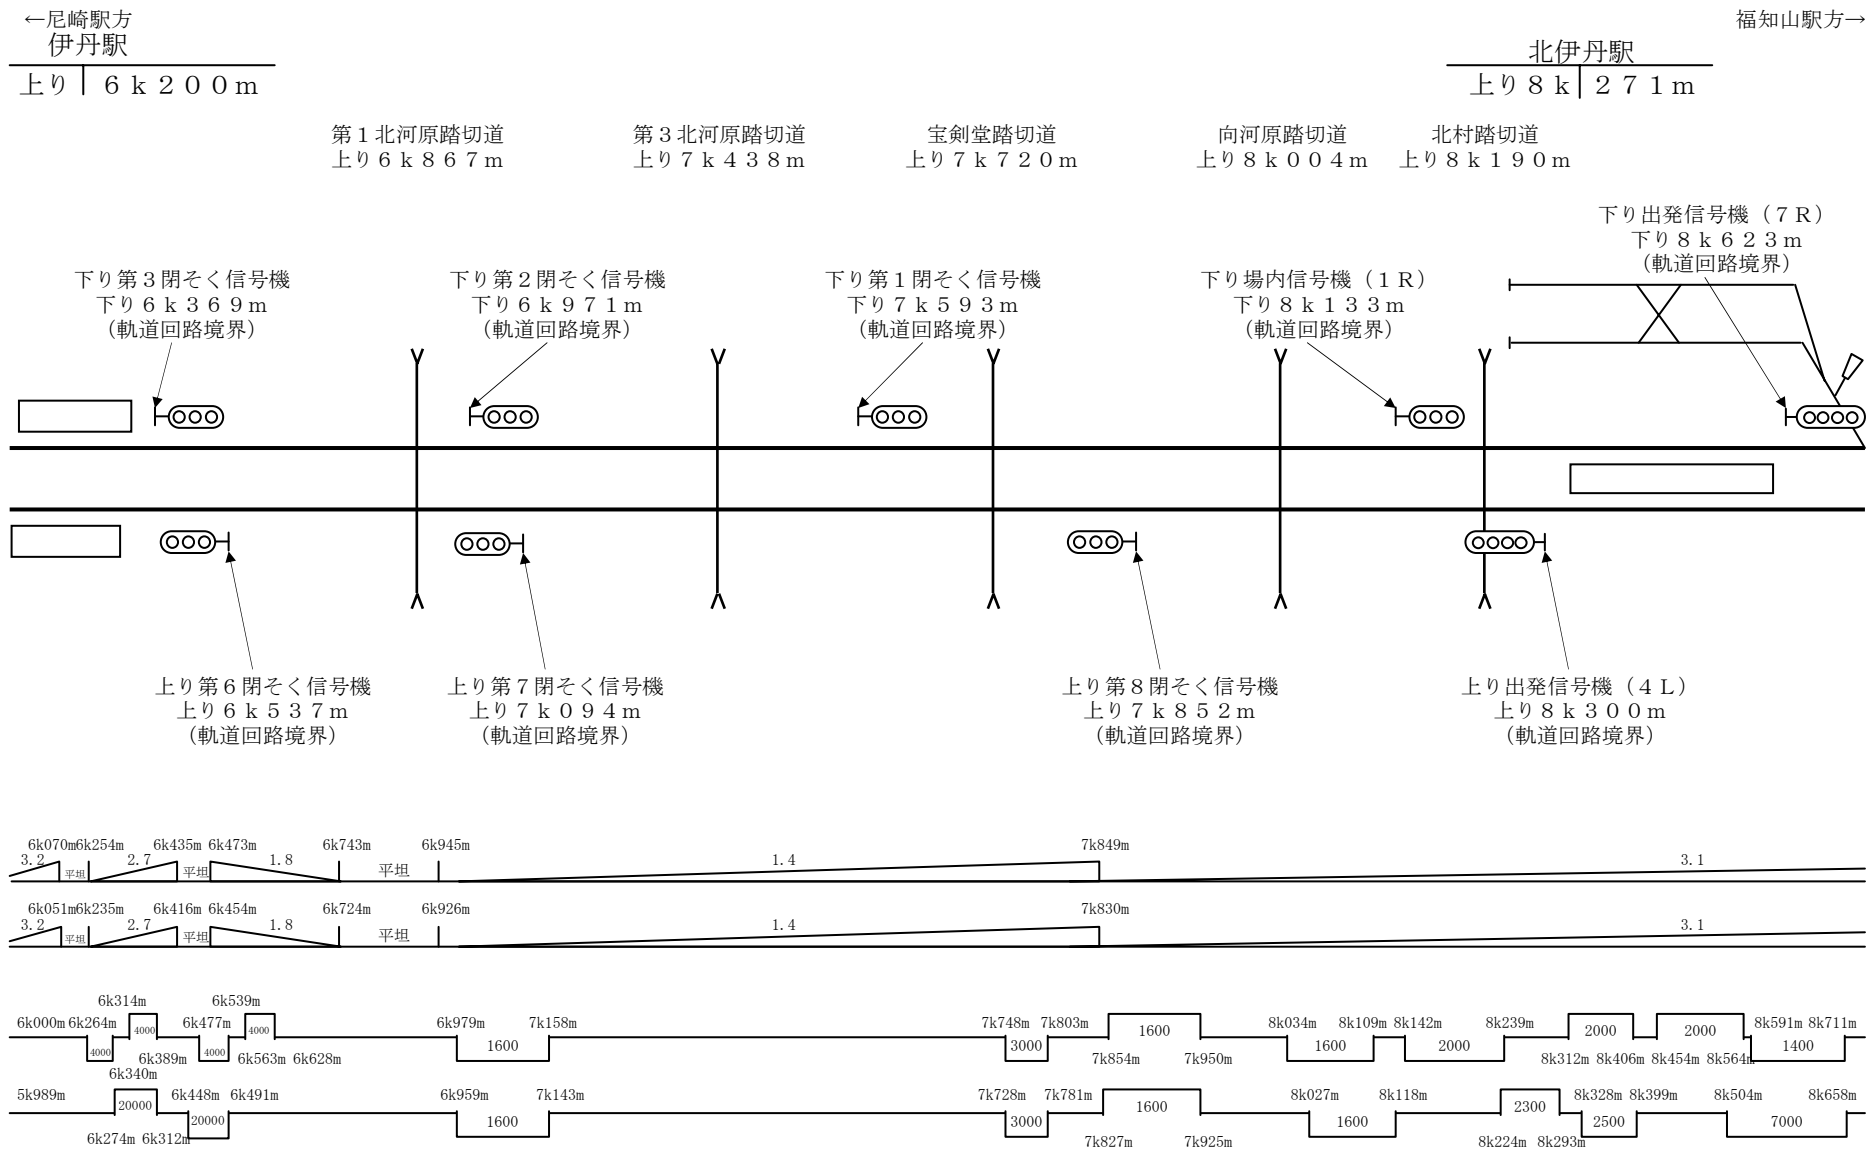 ←尼崎駅方
福知山駅方→
伊丹駅
上り 6k200m
北伊丹駅
上り8k 271m
第1北河原踏切道
上り6k867m
第3北河原踏切道
上り7k438m
宝剣堂踏切道
上り7k720m
向河原踏切道
上り8k004m
北村踏切道
上り8k190m
下り出発信号機（7R）
下り8k623m
（軌道回路境界）
下り第3閉そく信号機
下り6k369m
（軌道回路境界）
下り第2閉そく信号機
下り6k971m
（軌道回路境界）
下り第1閉そく信号機
下り7k593m
（軌道回路境界）
下り場内信号機（1R）
下り8k133m
（軌道回路境界）
上り第6閉そく信号機
上り6k537m
（軌道回路境界）
上り第7閉そく信号機
上り7k094m
（軌道回路境界）
上り第8閉そく信号機
上り7k852m
（軌道回路境界）
上り出発信号機（4L）
上り8k300m
（軌道回路境界）
6k070m 6k254m 6k435m 6k473m 6k743m 6k945m 7k849m
3.2 平坦 2.7 平坦 1.8 平坦 1.4 3.1
6k051m 6k235m 6k416m 6k454m 6k724m 6k926m 7k830m
3.2 平坦 2.7 平坦 1.8 平坦 1.4 3.1
6k314m 6k539m
6k000m 6k264m 6k477m 6k979m 7k158m 7k748m 7k803m 8k034m 8k109m 8k142m 8k239m 8k591m 8k711m
4000 4000 1600 2000 2000
4000 4000 1600 3000 1600 2000 1400
6k389m 6k563m 6k628m 7k854m 7k950m 8k312m 8k406m 8k454m 8k564m
6k340m
5k989m 6k448m 6k491m 6k959m 7k143m 7k728m 7k781m 8k027m 8k118m 8k328m 8k399m 8k504m 8k658m
20000 1600 2300
20000 1600 3000 1600 2500 7000
6k274m 6k312m 7k827m 7k925m 8k224m 8k293m